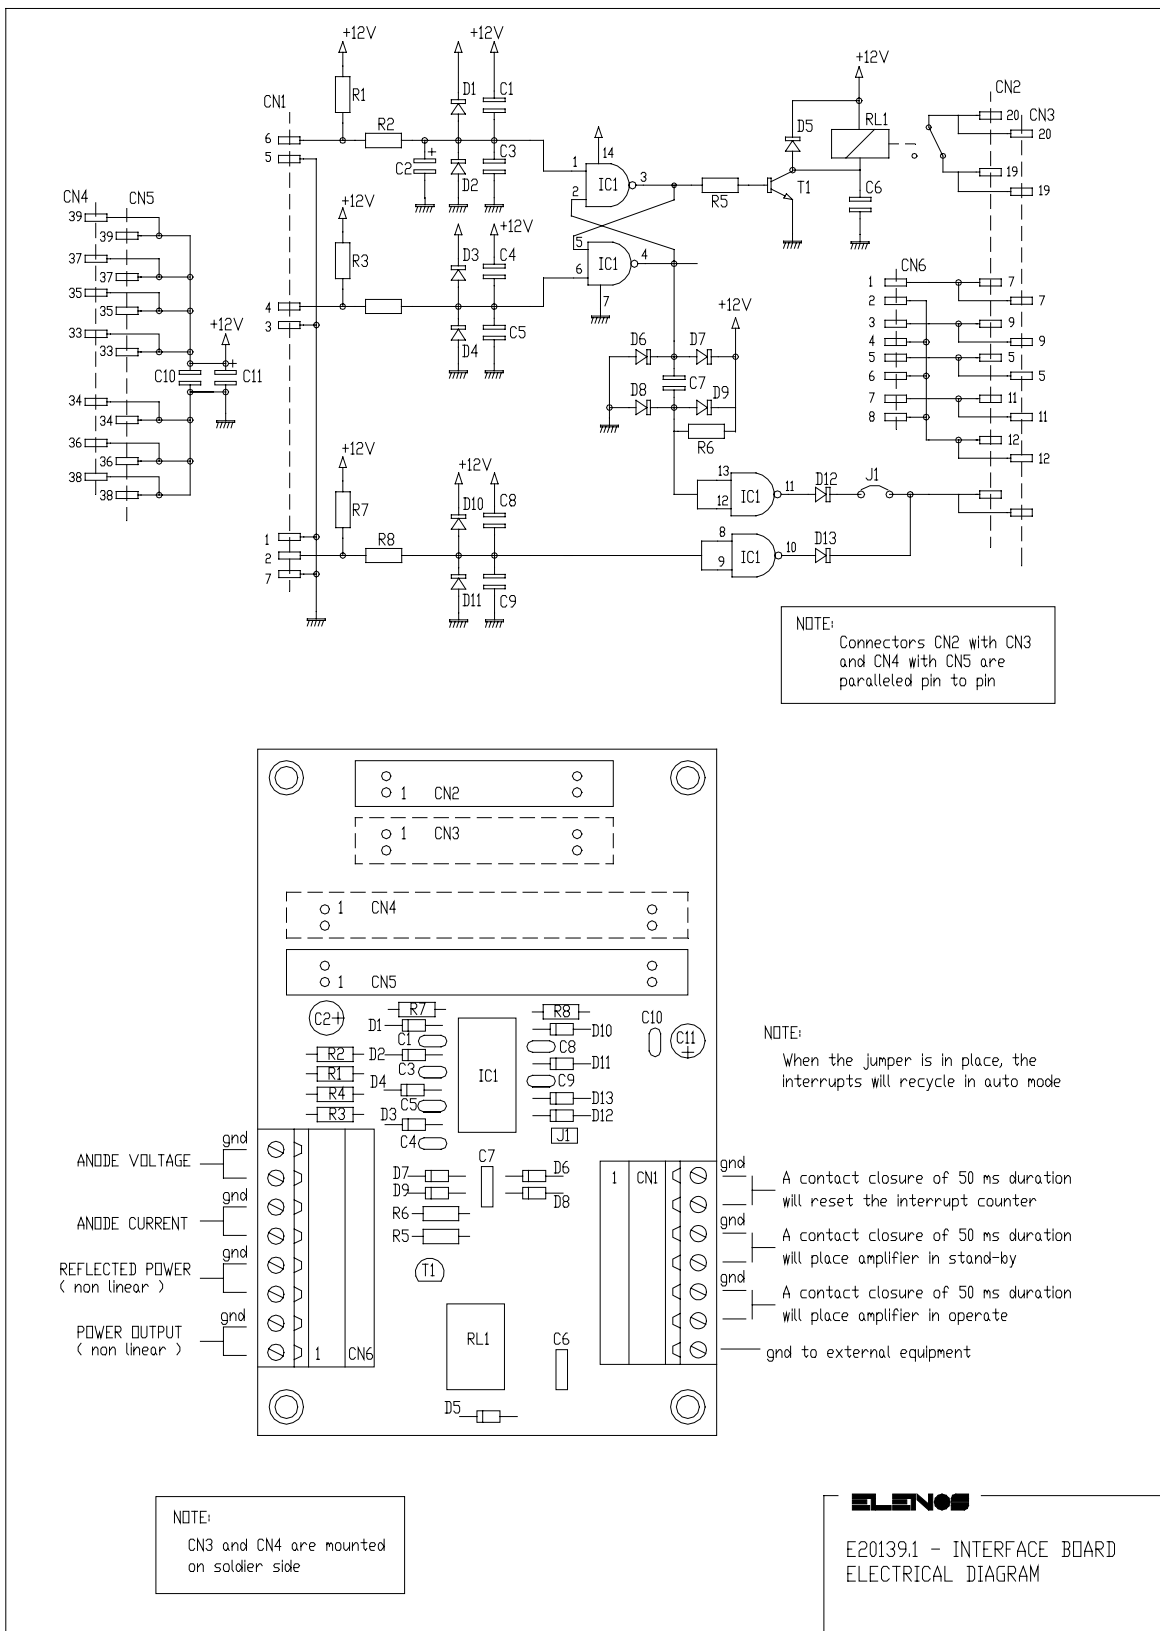 +12V
+12V
+12V
CN2
CN1
R1
D1
C1
D5
RL1
CN3
6
R2
20
20
5
C2
+
D2
C3
14
1
IC1
3
2
R5
T1
C6
19
19
CN4
CN5
+12V
+12V
39
39
37
37
35
35
33
33
R3
D3
C4
5
IC1
4
6
7
CN6
1
2
3
4
5
6
7
8
7
7
9
9
5
5
11
11
12
12
4
3
D4
C5
+12V
+
C10
C11
34
34
36
36
38
38
+12V
D6
D7
C7
D8
D9
R6
+12V
+12V
R7
D10
C8
13
12
IC1
11
D12
J1
1
2
7
R8
8
9
IC1
10
D13
D11
C9
NOTE:
Connectors CN2 with CN3
and CN4 with CN5 are
paralleled pin to pin
1 CN2
1 CN3
1 CN4
1 CN5
R7
R8
C2+
D1
C1
D10
C10
C11
+
R2
D2
C8
R1
C3
IC1
D11
R4
D4
C9
C5
D13
R3
D3
D12
C4
J1
NOTE:
When the jumper is in place, the
interrupts will recycle in auto mode
gnd
ANODE VOLTAGE
gnd
ANODE CURRENT
gnd
REFLECTED POWER
( non linear )
gnd
POWER OUTPUT
( non linear )
1 CN6
D7
C7
D6
D9
D8
R6
R5
T1
RL1
C6
D5
1 CN1
gnd
A contact closure of 50 ms duration
will reset the interrupt counter
gnd
A contact closure of 50 ms duration
will place amplifier in stand-by
gnd
A contact closure of 50 ms duration
will place amplifier in operate
gnd to external equipment
NOTE:
CN3 and CN4 are mounted
on soldier side
ELENOS
E20139.1 - INTERFACE BOARD
ELECTRICAL DIAGRAM